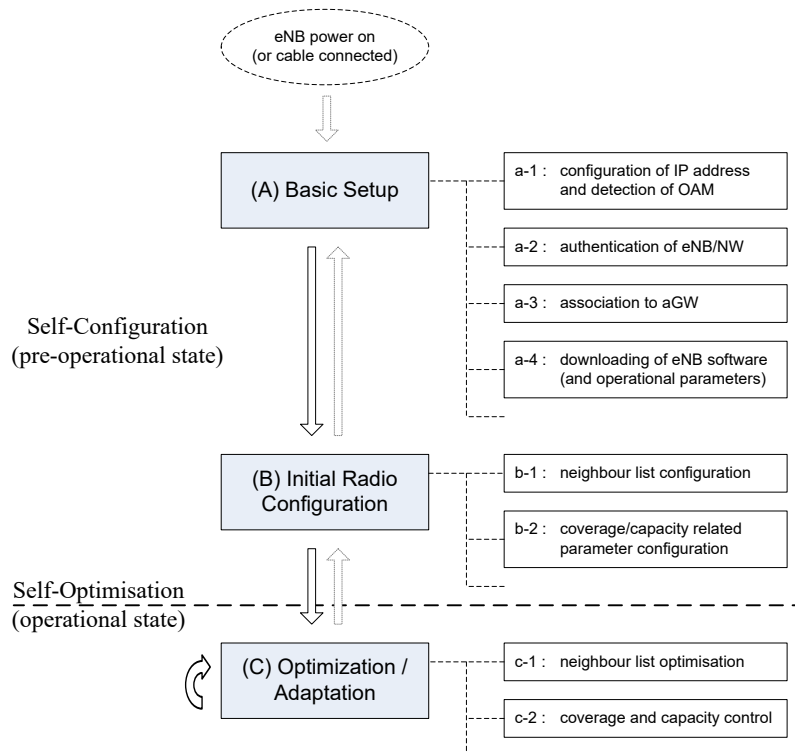 eNB power on
(or cable connected)
(A) Basic Setup
a-1 : configuration of IP address
and detection of OAM
a-2 : authentication of eNB/NW
a-3 : association to aGW
a-4 : downloading of eNB software
(and operational parameters)
Self-Configuration
(pre-operational state)
(B) Initial Radio
Configuration
b-1 : neighbour list configuration
b-2 : coverage/capacity related
parameter configuration
Self-Optimisation
(operational state)
(C) Optimization /
Adaptation
c-1 : neighbour list optimisation
c-2 : coverage and capacity control